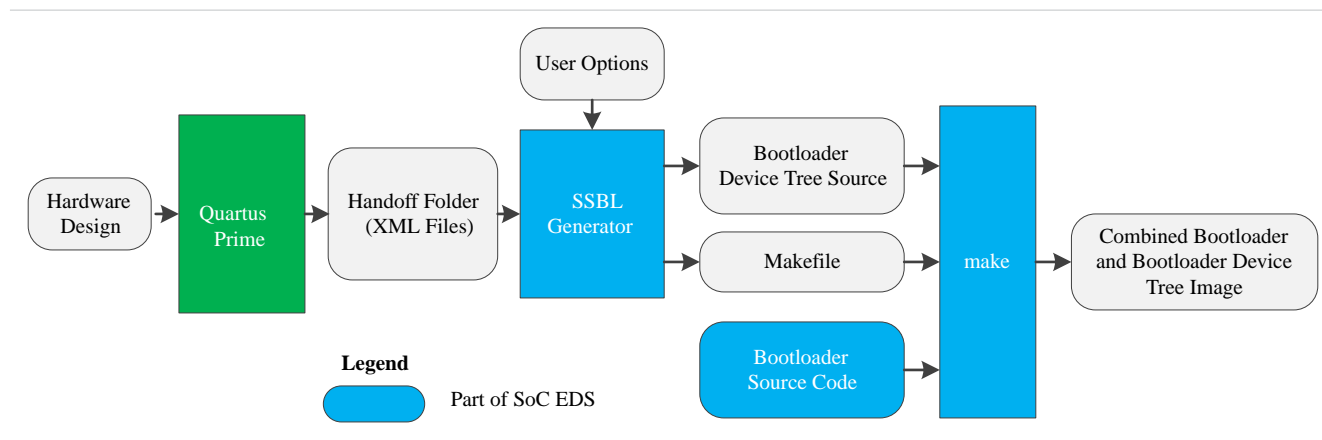 User Options
Hardware
Design
Quartus
Prime
Handoff Folder
(XML Files)
SSBL
Generator
Bootloader
Device Tree Source
Makefile
Bootloader
Source Code
make
Combined Bootloader
and Bootloader Device
Tree Image
Legend
Part of SoC EDS